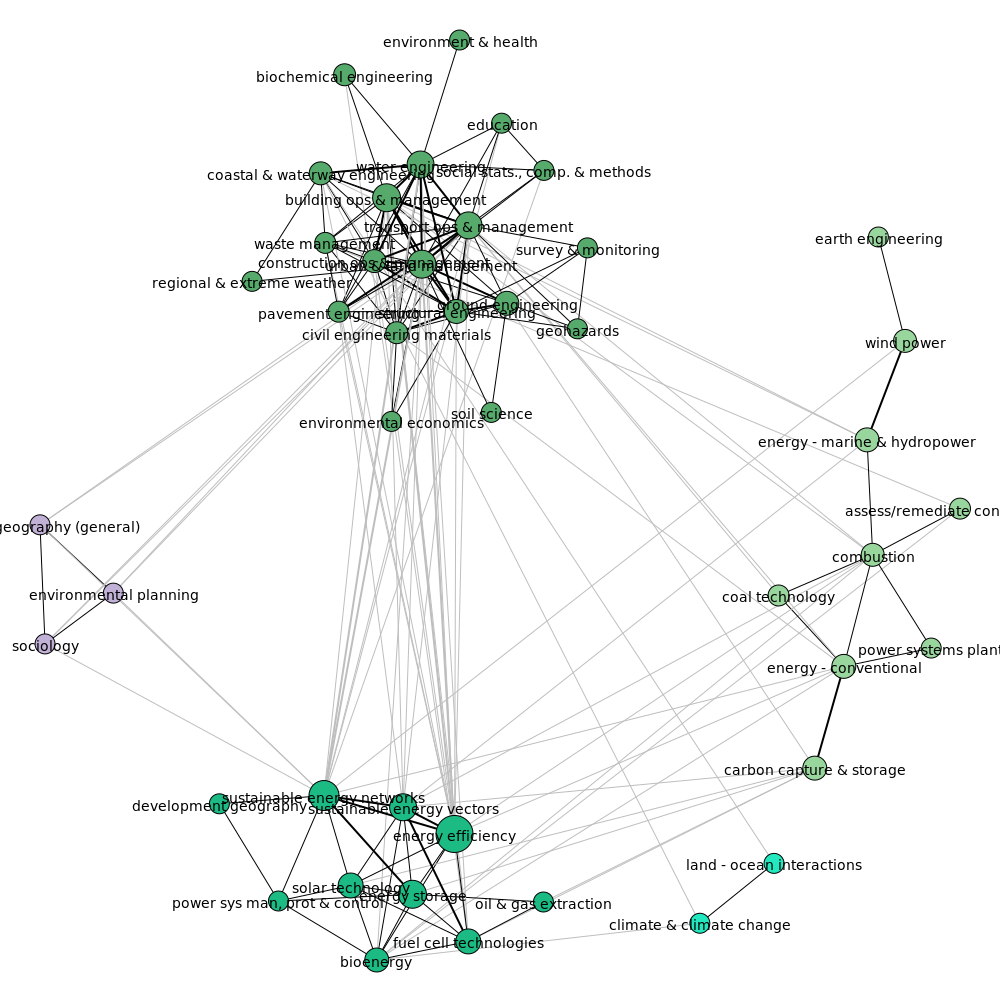 environment & health
biochemical engineering
education
water engineering
social stats., comp. & methods
coastal & waterway engineering
building ops & management
transport ops & management
earth engineering
waste management
survey & monitoring
construction ops & management
urban & land management
regional & extreme weather
ground engineering
pavement engineering
structural engineering
geohazards
civil engineering materials
wind power
soil science
environmental economics
energy - marine & hydropower
assess/remediate con
geography (general)
combustion
environmental planning
coal technology
sociology
power systems plant
energy - conventional
carbon capture & storage
sustainable energy networks
development geography
sustainable energy vectors
energy efficiency
land - ocean interactions
solar technology
energy storage
power sys man, prot & control
oil & gas extraction
climate & climate change
fuel cell technologies
bioenergy